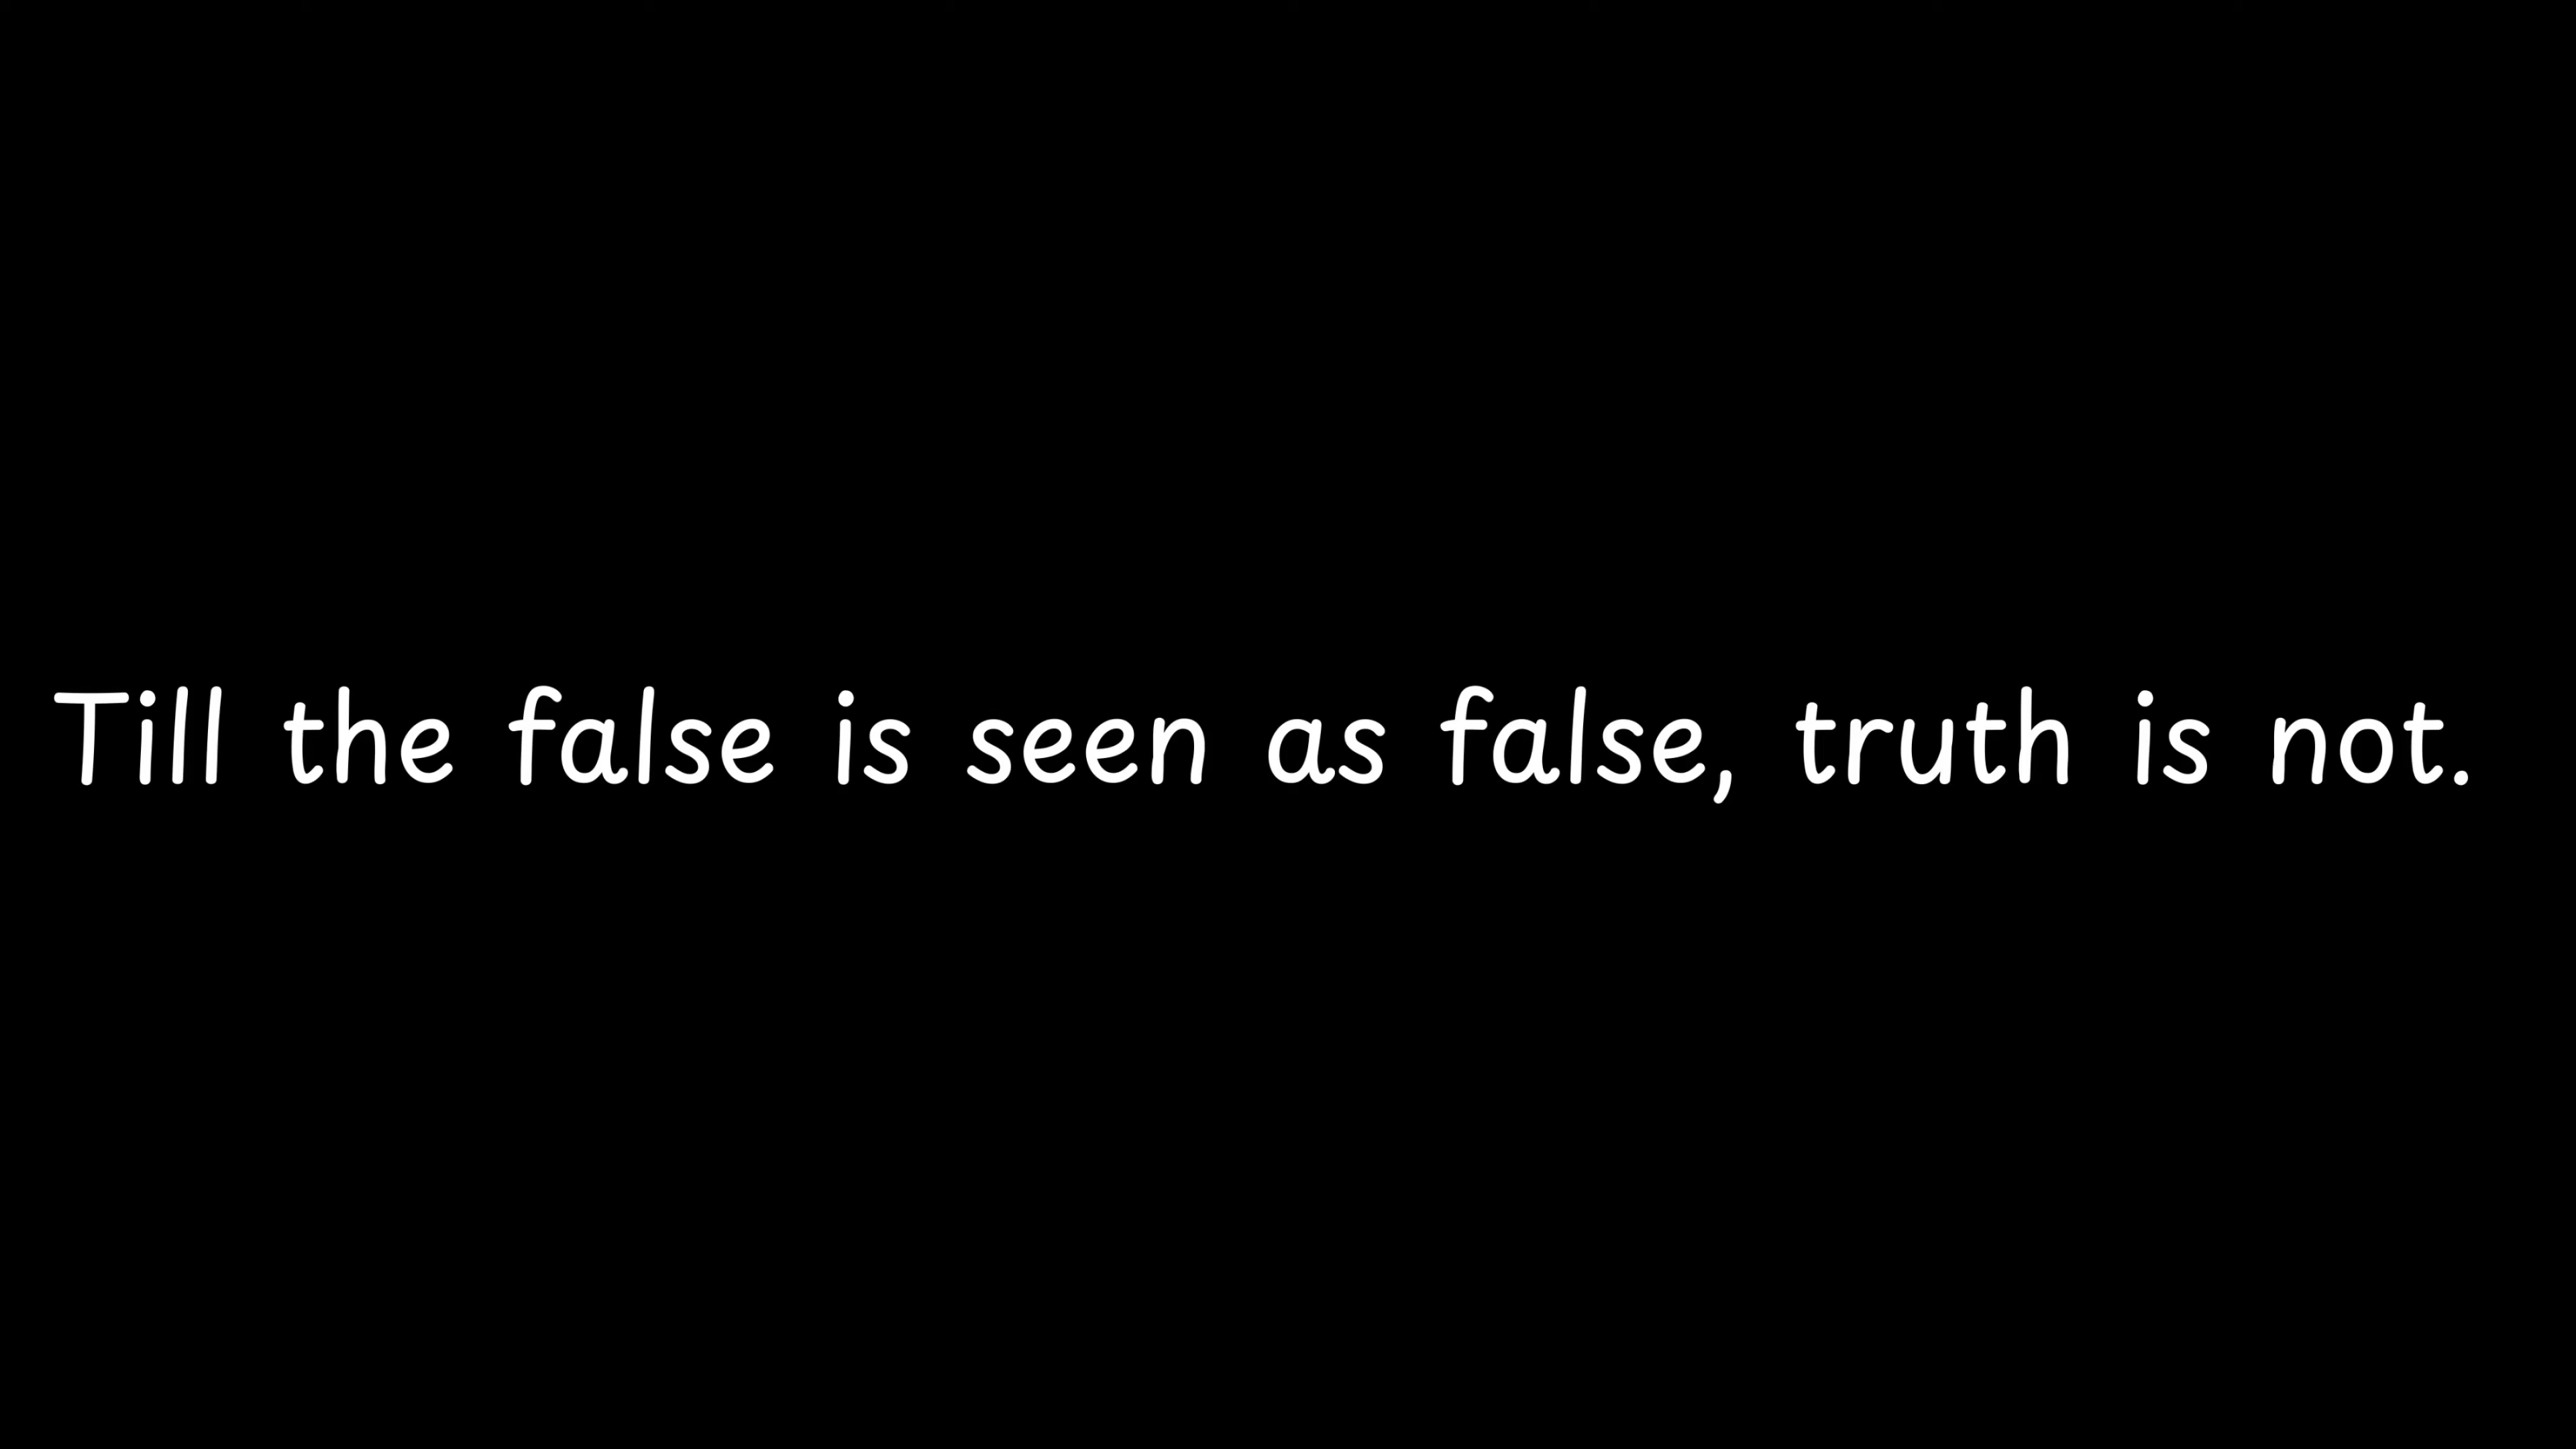 Till the false is seen as false, truth is not.